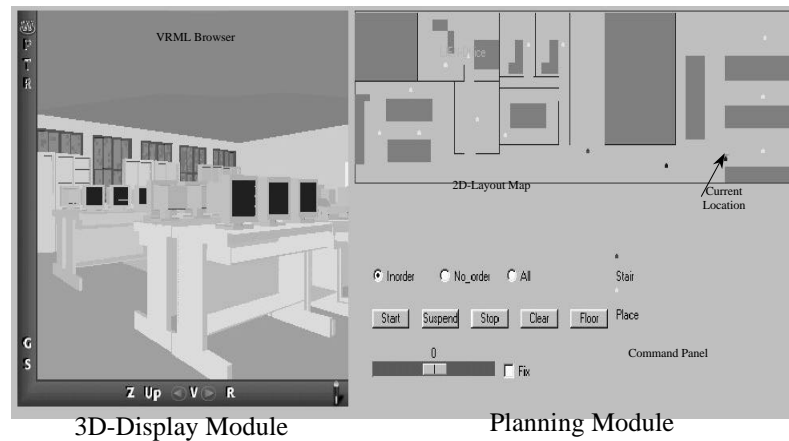 VRML Browser
P
T
R
G
S
Z Up V R
2D-Layout Map
Current
Location
Inorder No_order All
Stair
Start Suspend Stop Clear Floor
Place
0
Fix
Command Panel
3D-Display Module
Planning Module